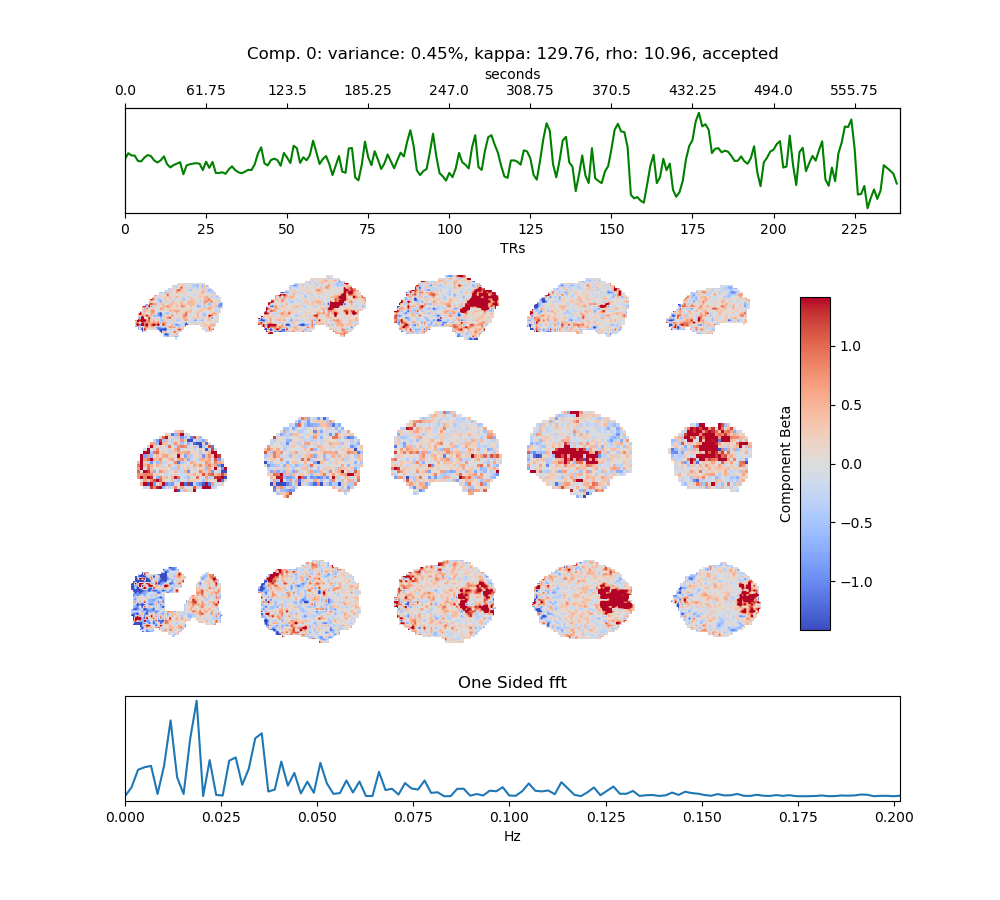 Comp. 0: variance: 0.45%, kappa: 129.76, rho: 10.96, accepted
seconds
0.0 61.75 123.5 185.25 247.0 308.75 370.5 432.25 494.0 555.75
0 25 50 75 100 125 150 175 200 225
TRs
1.0
0.5
0.0
−0.5
−1.0
Component Beta
One Sided fft
0.000 0.025 0.050 0.075 0.100 0.125 0.150 0.175 0.200
Hz